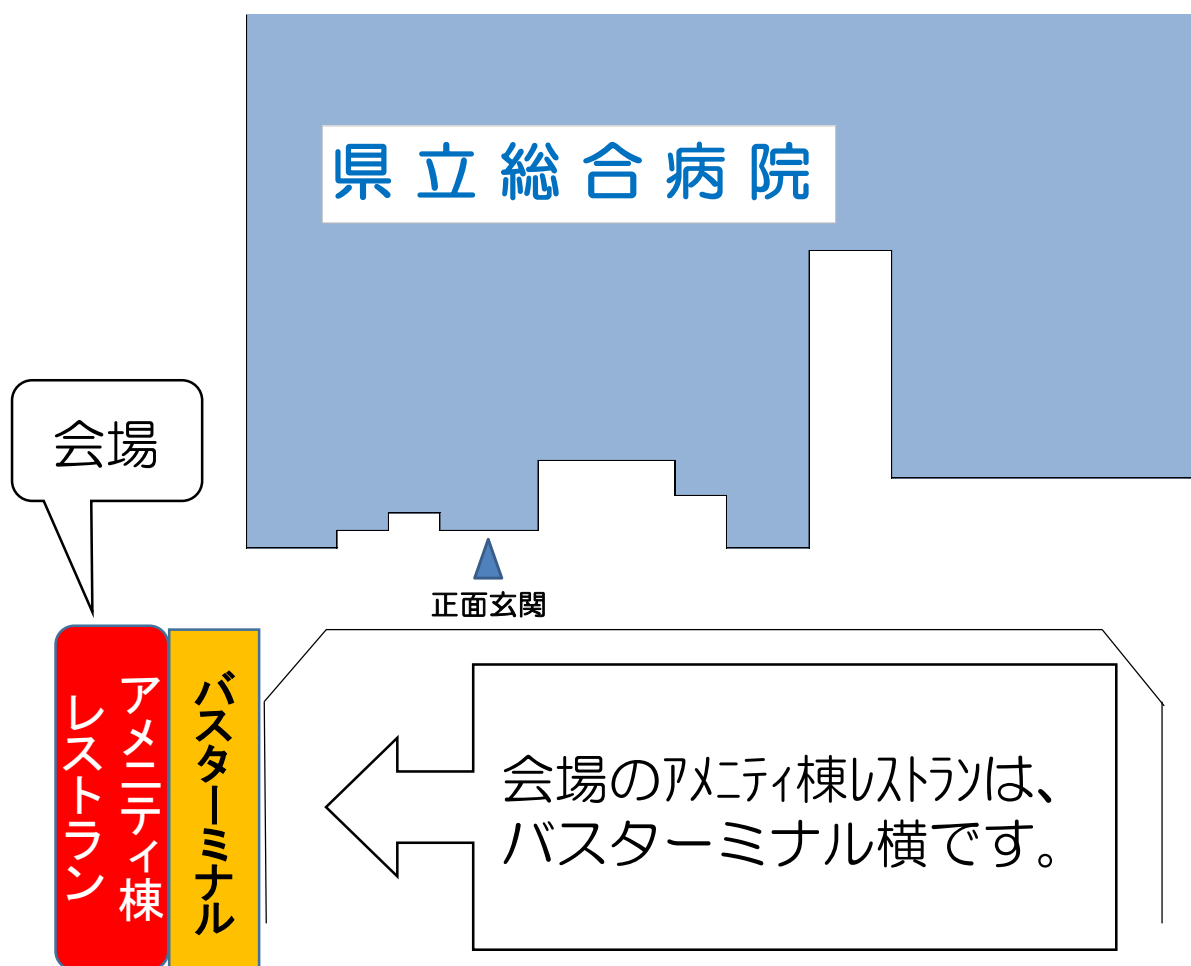 県立総合病院
会場
正面玄関
アメニティ棟
レストラン
バスターミナル
会場のｱﾒﾆﾃｨ棟ﾚｽﾄﾗﾝは、
バスターミナル横です。